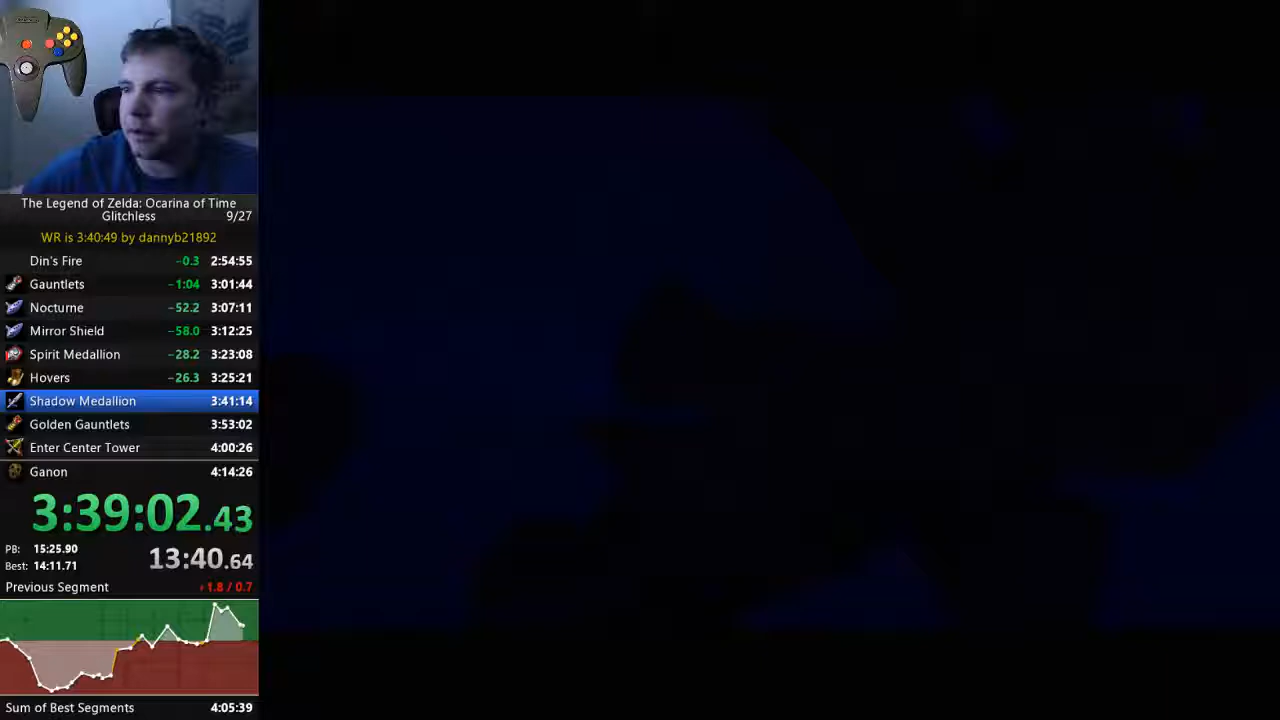 The Legend of Zelda: Ocarina of Time
Glitchless 9/27
WR is 3:40:49 by dannyb21892
Din's Fire -0.3 2:54:55
Gauntlets -1:04 3:01:44
Nocturne -52.2 3:07:11
Mirror Shield -58.0 3:12:25
Spirit Medallion -28.2 3:23:08
Hovers -26.3 3:25:21
Shadow Medallion 3:41:14
Golden Gauntlets 3:53:02
Enter Center Tower 4:00:26
Ganon 4:14:26
3:39:02.43
PB: 15:25.90
Best: 14:11.71
13:40.64
Previous Segment +1.8 / 0.7
Sum of Best Segments 4:05:39